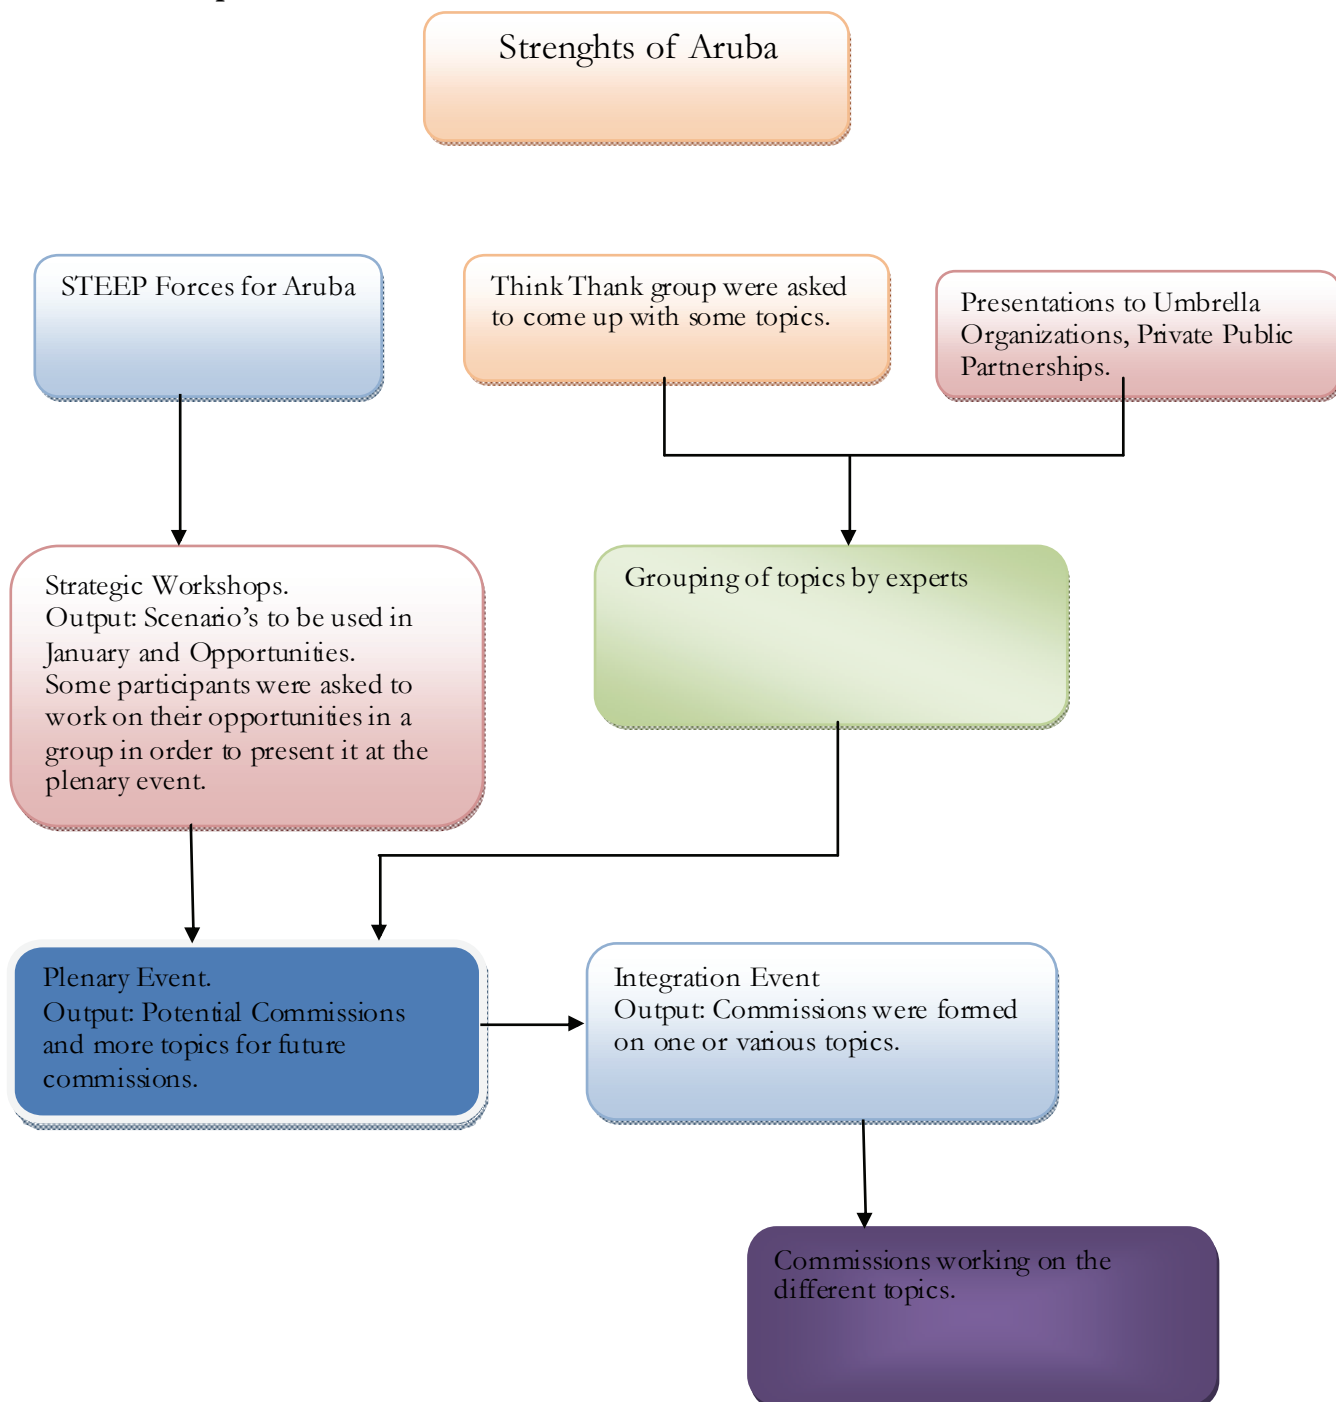 Strenghts of Aruba
STEEP Forces for Aruba
Think Thank group were asked
to come up with some topics.
Presentations to Umbrella
Organizations, Private Public
Partnerships.
Strategic Workshops.
Output: Scenario’s to be used in
January and Opportunities.
Some participants were asked to
work on their opportunities in a
group in order to present it at the
plenary event.
Grouping of topics by experts
Plenary Event.
Output: Potential Commissions
and more topics for future
commissions.
Integration Event
Output: Commissions were formed
on one or various topics.
Commissions working on the
different topics.